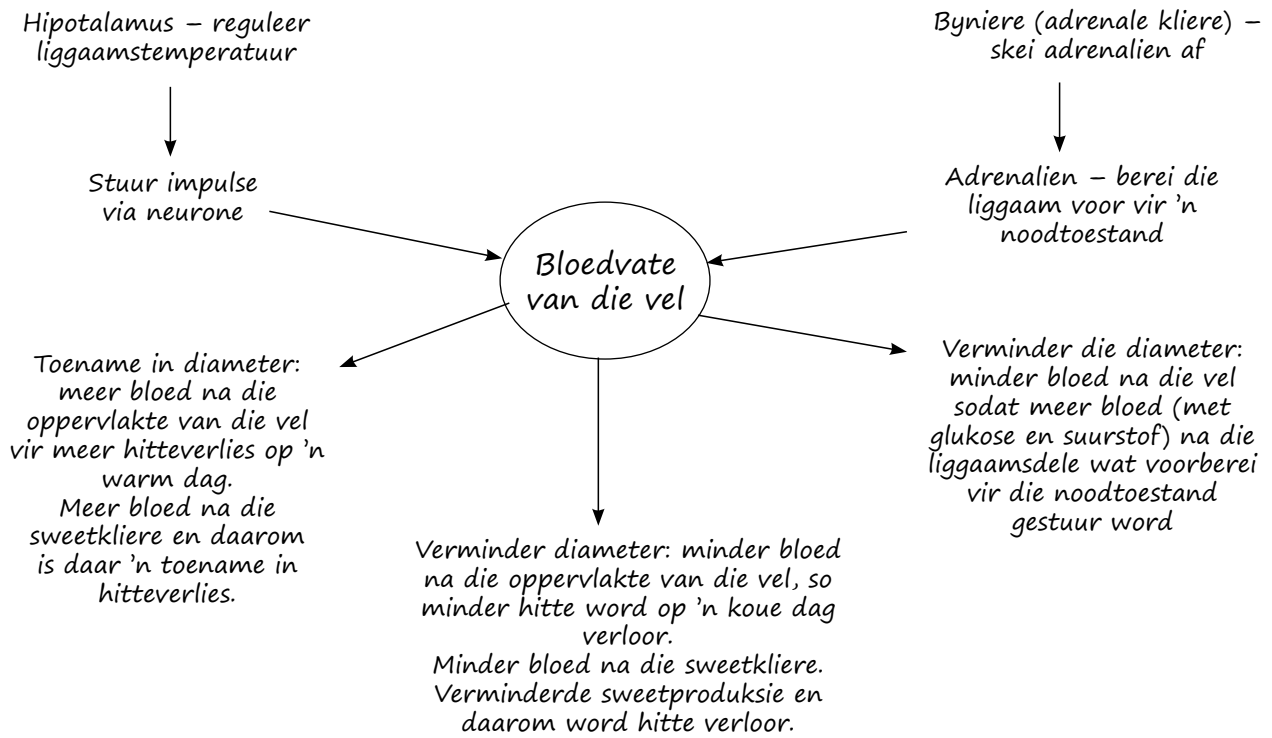 Hipotalamus – reguleer
liggaamstemperatuur
Byniere (adrenale kliere) –
skei adrenalien af
Stuur impulse
via neurone
Adrenalien – berei die
liggaam voor vir ’n
noodtoestand
Bloedvate
van die vel
Toename in diameter:
meer bloed na die
oppervlakte van die vel
vir meer hitteverlies op ’n
warm dag.
Meer bloed na die
sweetkliere en daarom
is daar ’n toename in
hitteverlies.
Verminder diameter: minder bloed
na die oppervlakte van die vel, so
minder hitte word op ’n koue dag
verloor.
Minder bloed na die sweetkliere.
Verminderde sweetproduksie en
daarom word hitte verloor.
Verminder die diameter:
minder bloed na die vel
sodat meer bloed (met
glukose en suurstof) na die
liggaamsdele wat voorberei
vir die noodtoestand
gestuur word